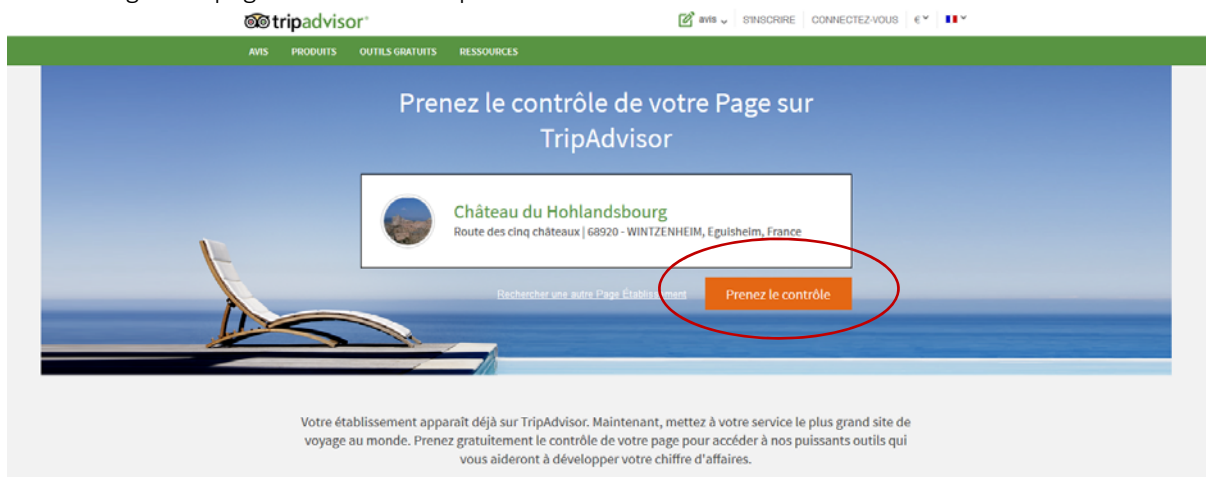 tripadvisor®
avis S'INSCRIRE CONNECTEZ-VOUS €
AVIS PRODUITS OUTILS GRATUITS RESSOURCES
Prenez le contrôle de votre Page sur
TripAdvisor
Château du Hohlandsbourg
Route des cinq châteaux | 68920 - WINTZENHEIM, Eguisheim, France
Rechercher une autre Page Établissement Prenez le contrôle
Votre établissement apparaît déjà sur TripAdvisor. Maintenant, mettez à votre service le plus grand site de
voyage au monde. Prenez gratuitement le contrôle de votre page pour accéder à nos puissants outils qui
vous aideront à développer votre chiffre d'affaires.